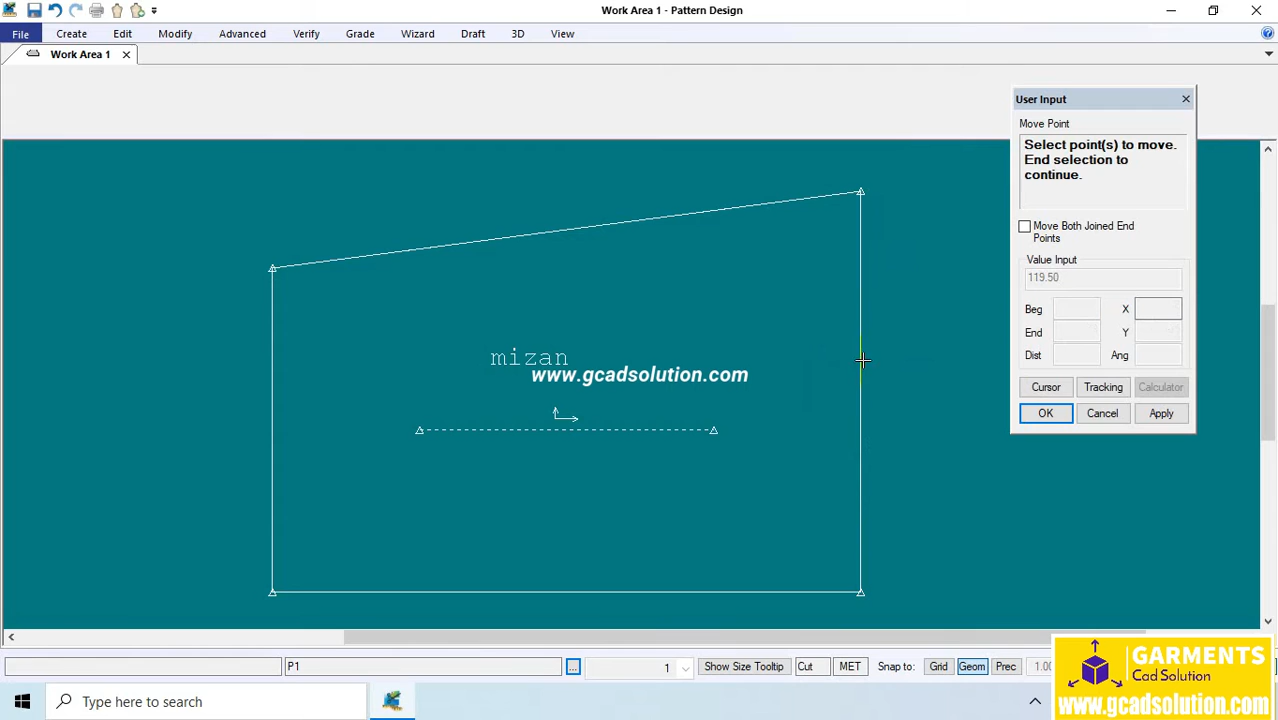 Work Area 1 - Pattern Design
File Create Edit Modify Advanced Verify Grade Wizard Draft 3D View
Work Area 1
User Input
Move Point
Select point(s) to move.
End selection to
continue.
Move Both Joined End
Points
Value Input
119.50
Beg X
End Y
Dist Ang
Cursor Tracking Calculator
OK Cancel Apply
mizan
www.gcadsolution.com
P1 ... 1 Show Size Tooltip Cut MET Snap to: Grid Geom Prec 1.00
GARMENTS
Cad Solution
www.gcadsolution.com
Type here to search